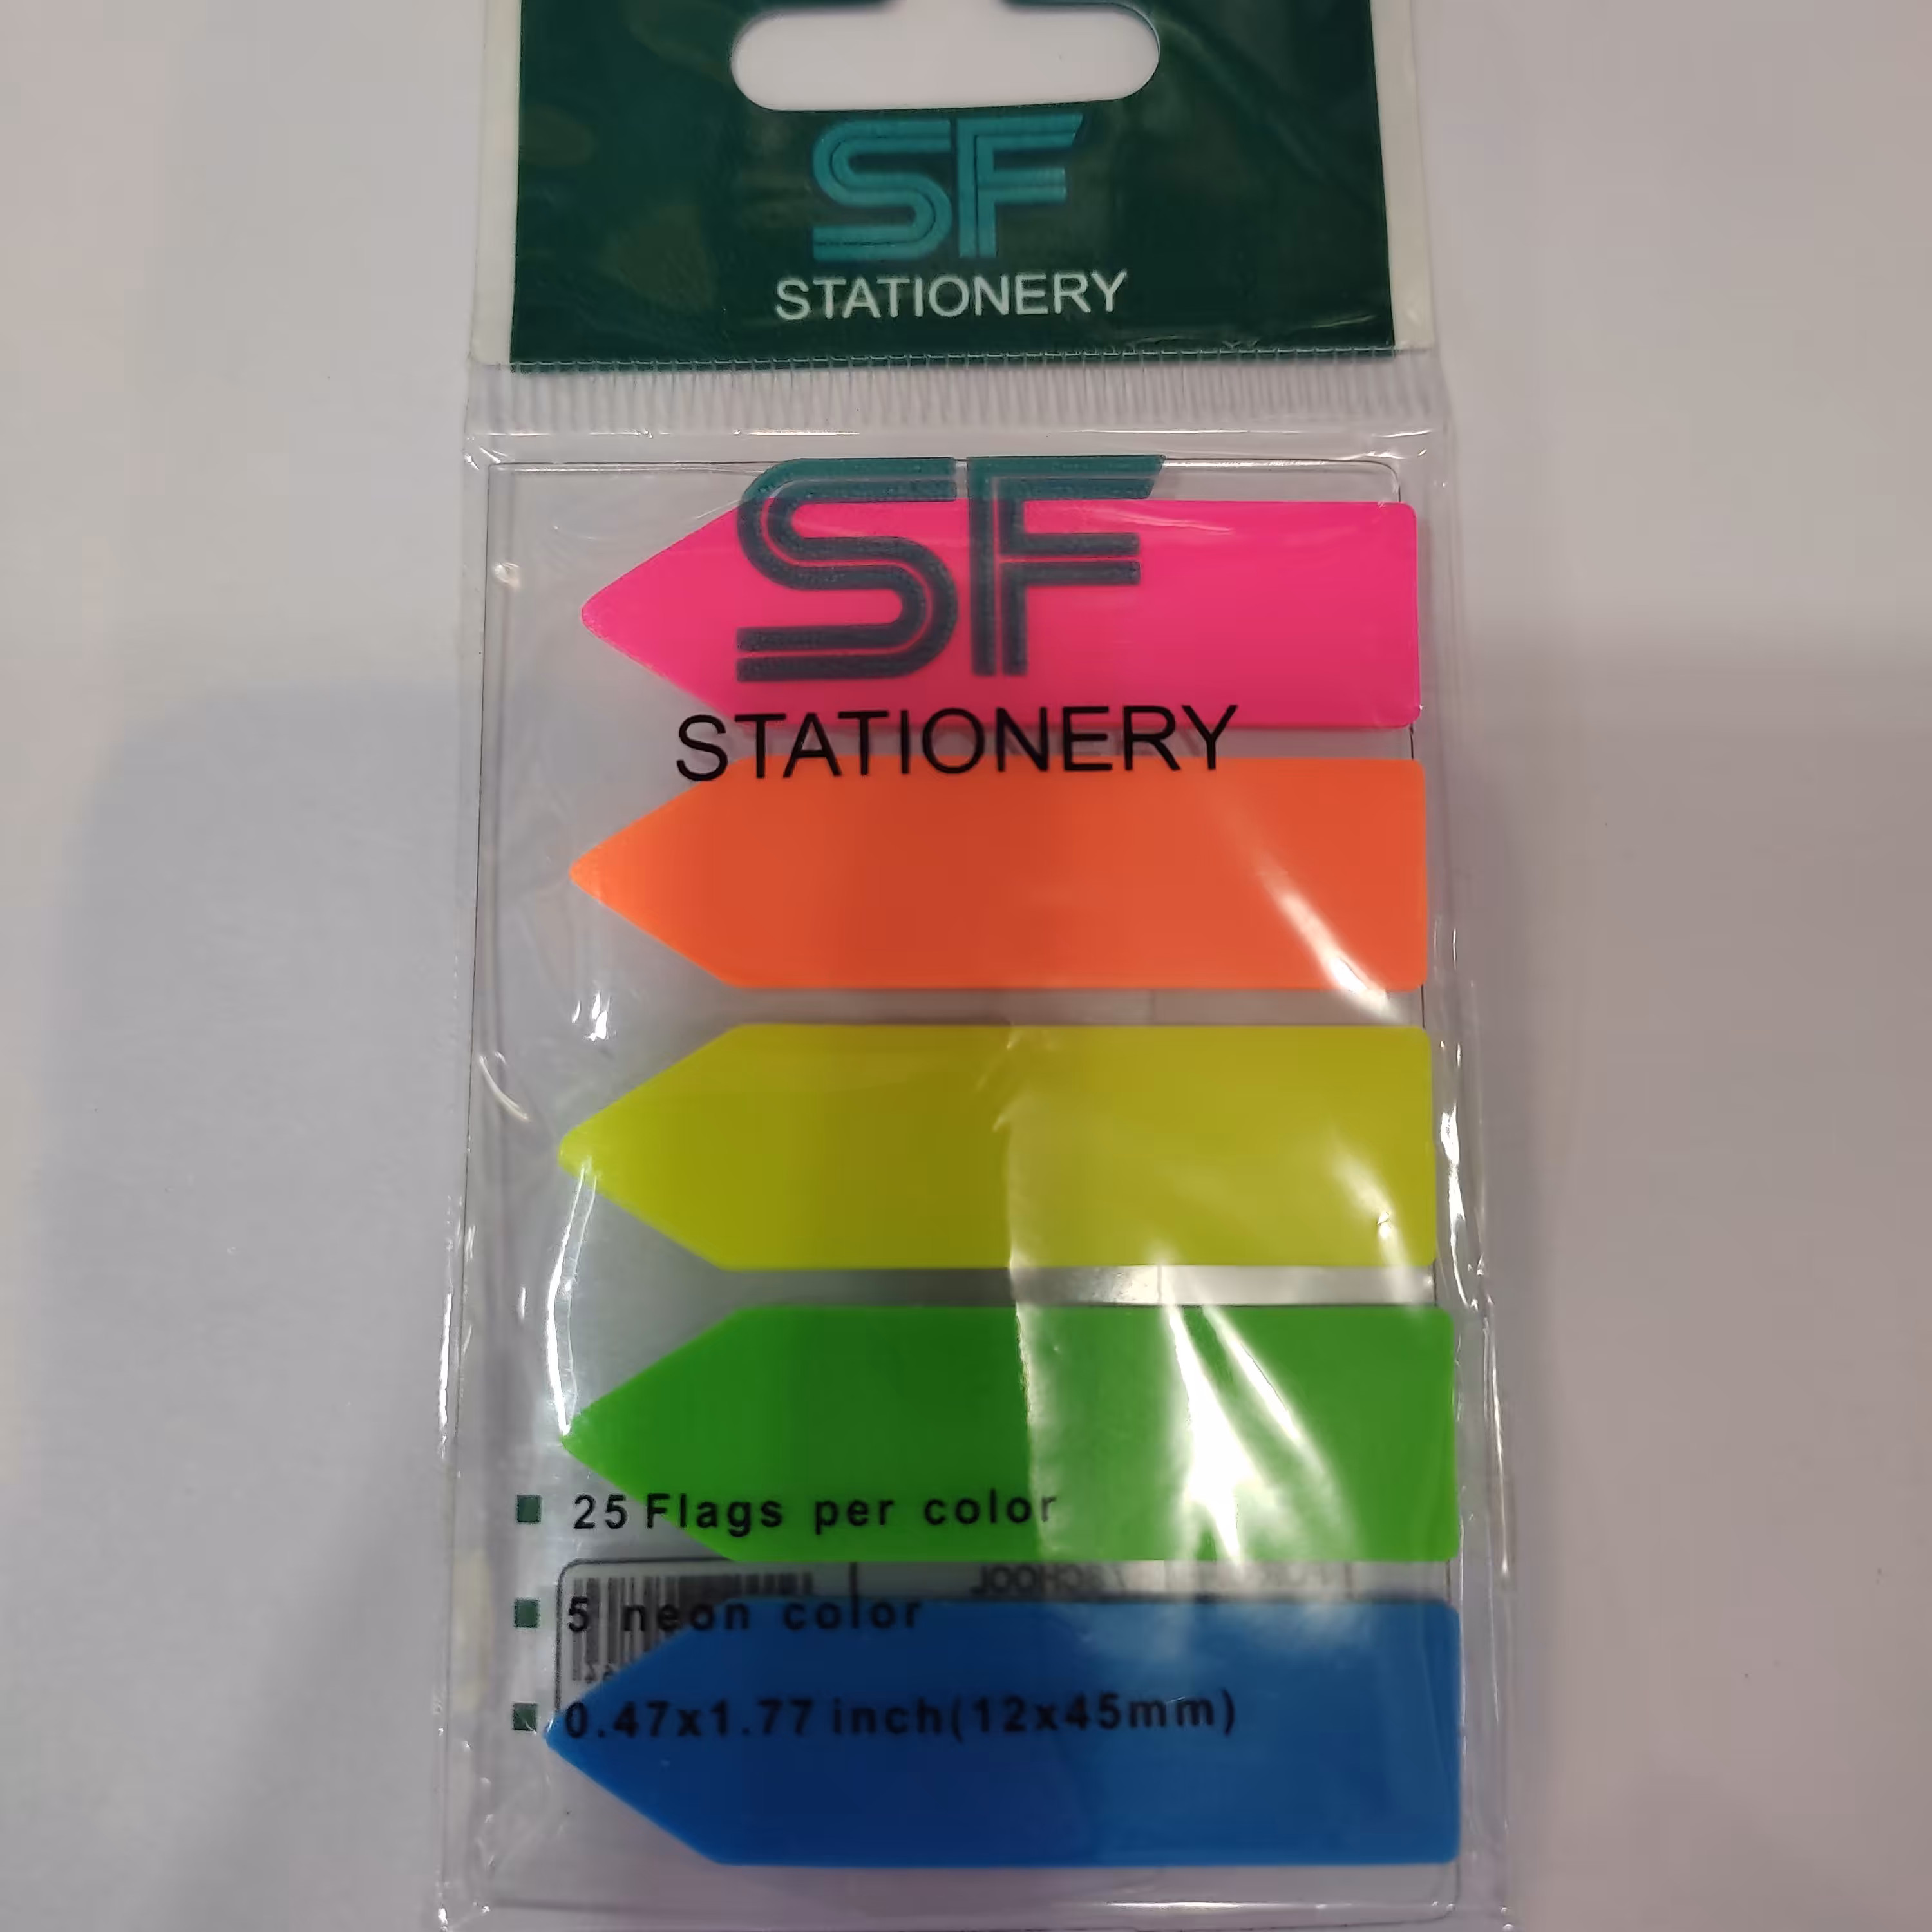 SF
STATIONERY
SF
STATIONERY
25 Flags per color
5 neon color
0.47x1.77 inch(12x45mm)